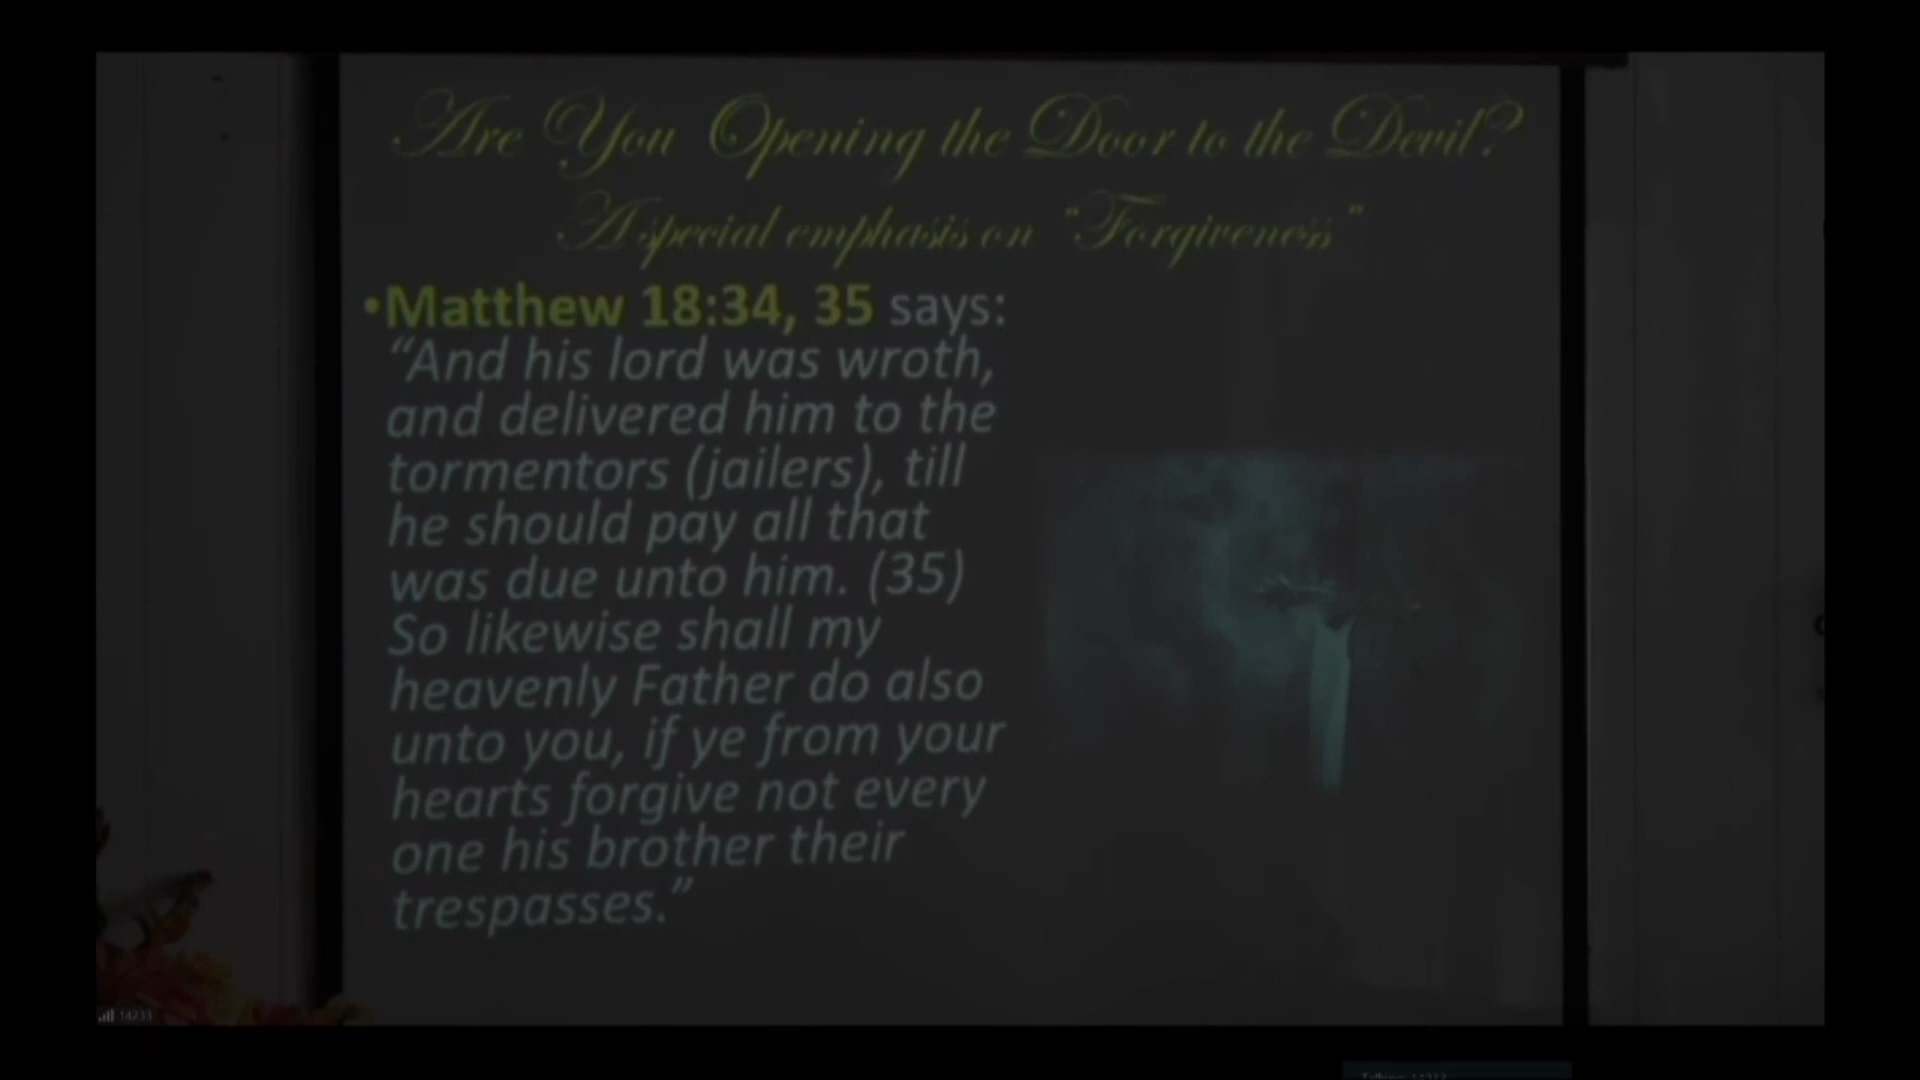 Are You Opening the Door to the Devil?
A special emphasis on "Forgiveness"
•Matthew 18:34, 35 says:
"And his lord was wroth,
and delivered him to the
tormentors (jailers), till
he should pay all that
was due unto him. (35)
So likewise shall my
heavenly Father do also
unto you, if ye from your
hearts forgive not every
one his brother their
trespasses."
14233